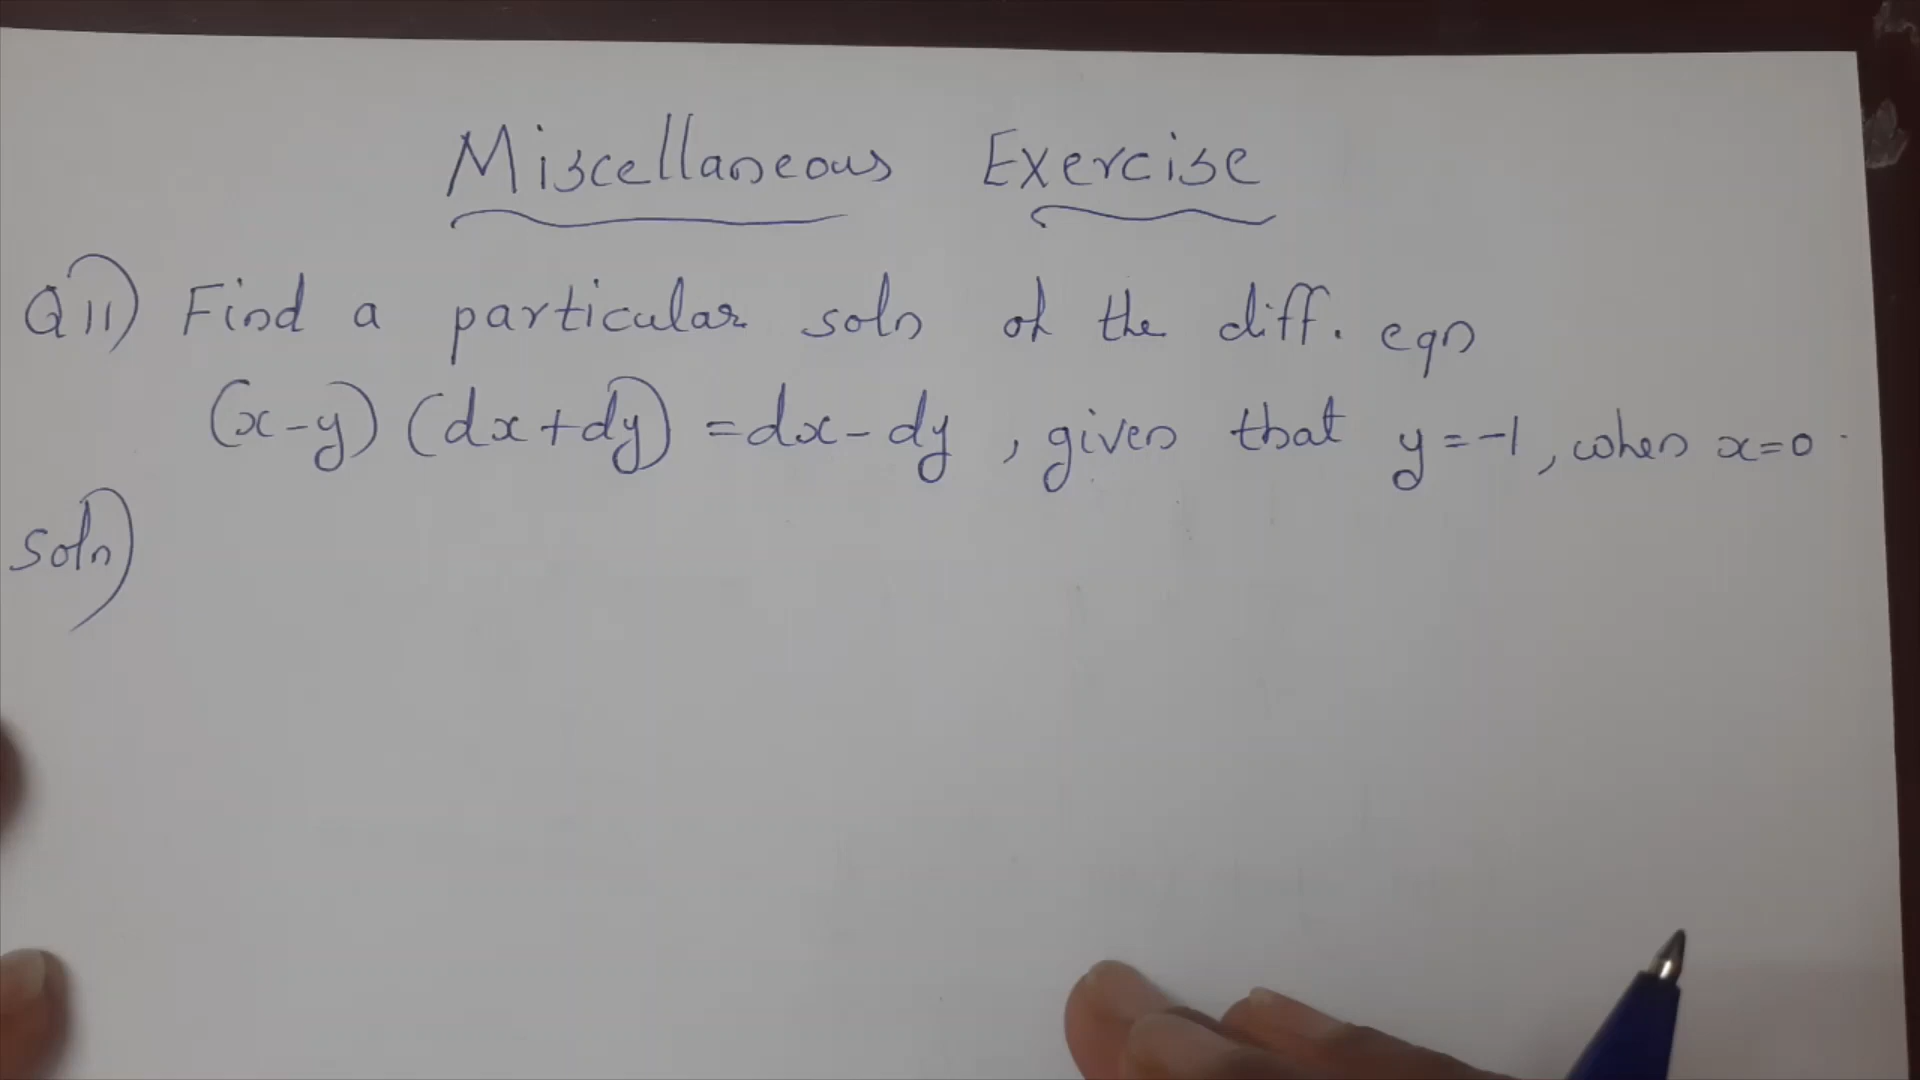 Miscellaneous Exercise
Q11) Find a particular soln of the diff. eqn
(x-y) (dx+dy) = dx-dy, given that y=-1, when x=0.
Soln)